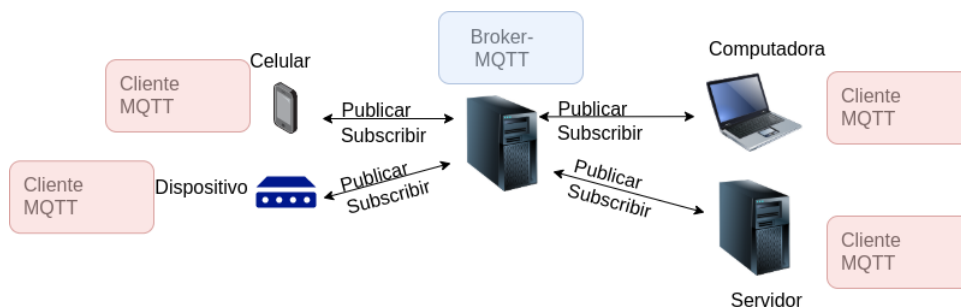 Broker-
MQTT
Celular
Cliente
MQTT
Publicar
Subscribir
Publicar
Subscribir
Computadora
Cliente
MQTT
Cliente
MQTT
Dispositivo
Publicar
Subscribir
Publicar
Subscribir
Cliente
MQTT
Servidor